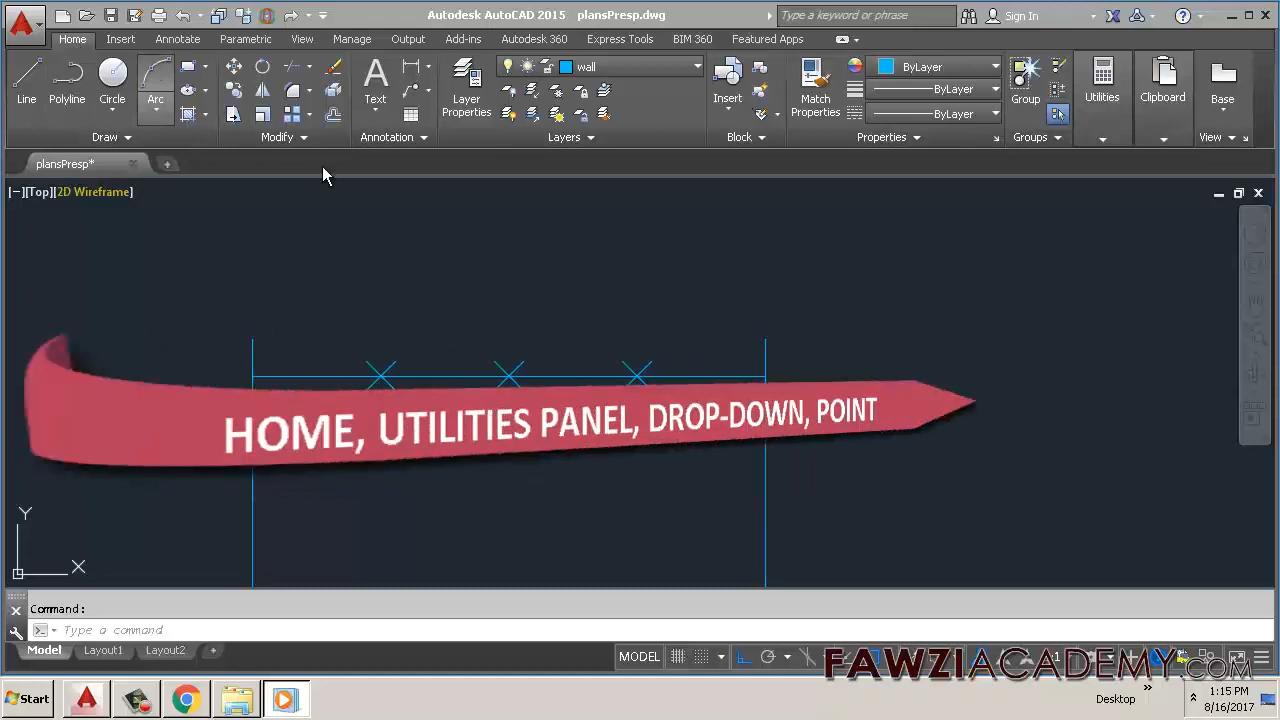 Autodesk AutoCAD 2015 plansPresp.dwg
Type a keyword or phrase
Sign In
Home Insert Annotate Parametric View Manage Output Add-ins Autodesk 360 Express Tools BIM 360 Featured Apps
Line Polyline Circle Arc
Text
Layer Properties
wall
Insert
Match Properties
ByLayer
ByLayer
ByLayer
Group
Utilities
Clipboard
Base
Draw Modify Annotation Layers Block Properties Groups View
plansPresp*
[−][Top][2D Wireframe]
HOME, UTILITIES PANEL, DROP-DOWN, POINT
Y
X
Command:
Type a command
Model Layout1 Layout2
MODEL
FAWZIACADEMY.COM
Start
Desktop
1:15 PM
8/16/2017